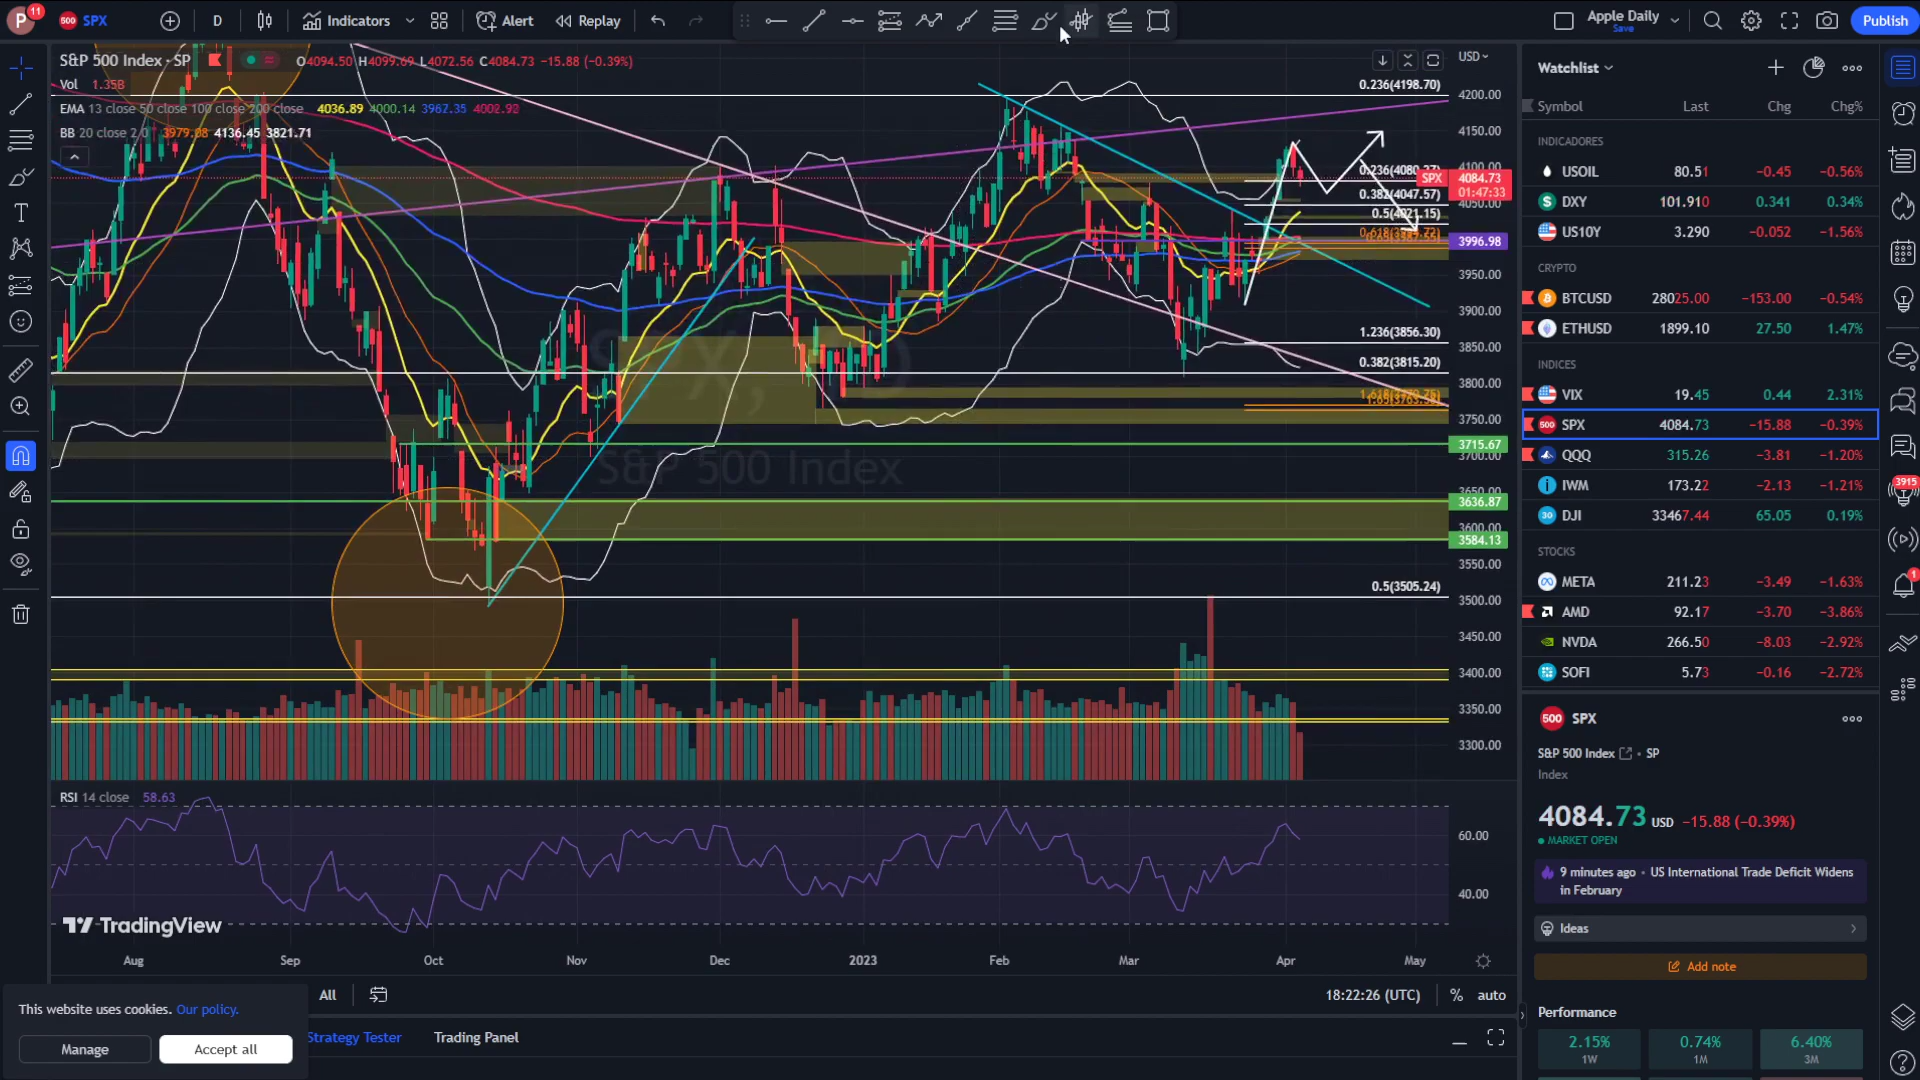 P 11 500 SPX D Indicators Alert Replay Apple Daily Save Publish
S&P 500 Index · SP O4094.50 H4099.69 L4072.56 C4084.73 −15.88 (−0.39%) USD
Vol 1.35B
EMA 13 close 50 close 100 close 200 close 4036.89 4000.14 3962.35 4002.92
BB 20 close 2 0 3979.08 4136.45 3821.71
0.236(4198.70)
0.382(4047.57)
0.5(4021.15)
1.236(3856.30)
0.382(3815.20)
0.5(3505.24)
S&P 500 Index
4200.00
4150.00
4100.00
SPX 4084.73
01:47:33
4050.00
3996.98
3950.00
3900.00
3850.00
3800.00
3750.00
3715.67
3700.00
3650.00
3636.87
3600.00
3584.13
3550.00
3500.00
3450.00
3400.00
3350.00
3300.00
RSI 14 close 58.63
60.00
40.00
TradingView
Aug Sep Oct Nov Dec 2023 Feb Mar Apr May
All 18:22:26 (UTC) % auto
Strategy Tester Trading Panel
This website uses cookies. Our policy.
Manage Accept all
Watchlist
Symbol Last Chg Chg%
INDICADORES
USOIL 80.51 −0.45 −0.56%
DXY 101.910 0.341 0.34%
US10Y 3.290 −0.052 −1.56%
CRYPTO
BTCUSD 28025.00 −153.00 −0.54%
ETHUSD 1899.10 27.50 1.47%
INDICES
VIX 19.45 0.44 2.31%
500 SPX 4084.73 −15.88 −0.39%
QQQ 315.26 −3.81 −1.20%
IWM 173.22 −2.13 −1.21%
30 DJI 33467.44 65.05 0.19%
STOCKS
META 211.23 −3.49 −1.63%
AMD 92.17 −3.70 −3.86%
NVDA 266.50 −8.03 −2.92%
SOFI 5.73 −0.16 −2.72%
500 SPX
S&P 500 Index · SP
Index
4084.73 USD −15.88 (−0.39%)
MARKET OPEN
9 minutes ago · US International Trade Deficit Widens
in February
Ideas
Add note
Performance
2.15% 0.74% 6.40%
1W 1M 3M
3915
1